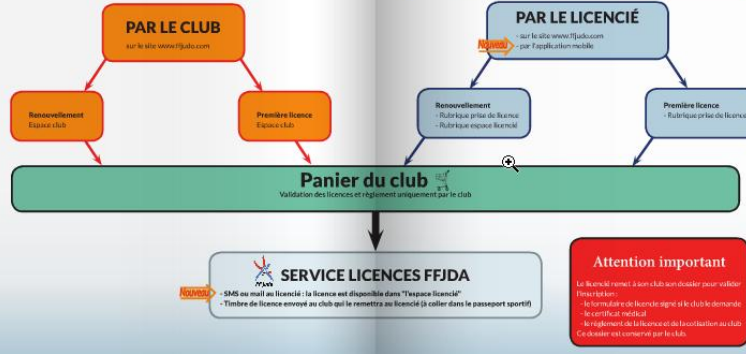 PAR LE CLUB
sur le site www.ffjudo.com
PAR LE LICENCIÉ
- sur le site www.ffjudo.com
Nouveau
- par l'application mobile
Renouvellement
Espace club
Première licence
Espace club
Renouvellement
- Rubrique prise de licence
- Rubrique espace licencié
Première licence
- Rubrique prise de licence
Panier du club
Validation des licences et règlement uniquement par le club
FFJudo
SERVICE LICENCES FFJDA
Nouveau
- SMS ou mail au licencié : la licence est disponible dans "l'espace licencié"
- Timbre de licence envoyé au club qui le remettra au licencié (à coller dans le passeport sportif)
Attention important
Le licencié remet à son club son dossier pour valider
l'inscription :
- le formulaire de licence signé si le club le demande
- le certificat médical
- le règlement de la licence et de la cotisation au club
Ce dossier est conservé par le club.